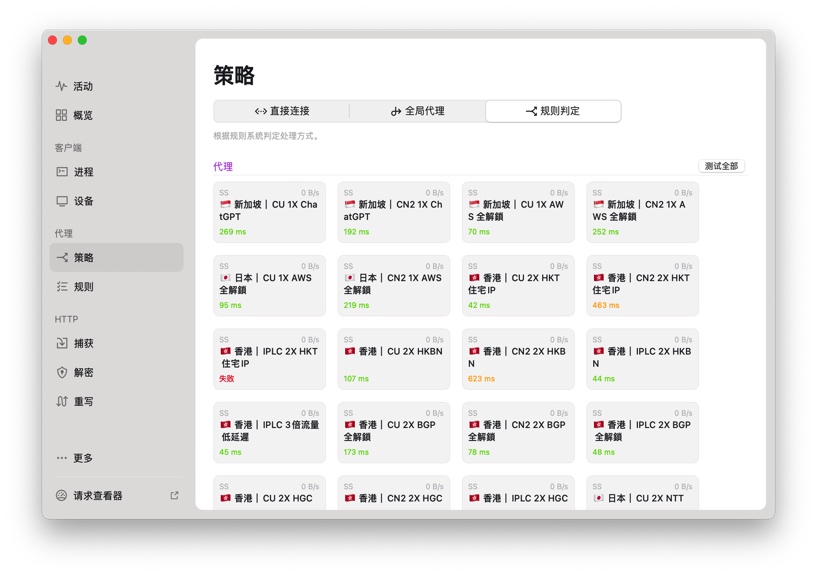 活动
概览
客户端
进程
设备
代理
策略
规则
HTTP
捕获
解密
重写
更多
请求查看器
策略
直接连接
全局代理
规则判定
根据规则系统判定处理方式。
代理
测试全部
SS 0 B/s
新加坡｜CU 1X Cha
tGPT
269 ms
SS 0 B/s
新加坡｜CN2 1X Ch
atGPT
192 ms
SS 0 B/s
新加坡｜CU 1X AW
S 全解鎖
70 ms
SS 0 B/s
新加坡｜CN2 1X A
WS 全解鎖
252 ms
SS 0 B/s
日本｜CU 1X AWS
全解鎖
95 ms
SS 0 B/s
日本｜CN2 1X AWS
全解鎖
219 ms
SS 0 B/s
香港｜CU 2X HKT
住宅IP
42 ms
SS 0 B/s
香港｜CN2 2X HKT
住宅IP
463 ms
SS 0 B/s
香港｜IPLC 2X HKT
住宅IP
失败
SS 0 B/s
香港｜CU 2X HKBN
107 ms
SS 0 B/s
香港｜CN2 2X HKB
N
623 ms
SS 0 B/s
香港｜IPLC 2X HKB
N
44 ms
SS 0 B/s
香港｜IPLC 3倍流量
低延遲
45 ms
SS 0 B/s
香港｜CU 2X BGP
全解鎖
173 ms
SS 0 B/s
香港｜CN2 2X BGP
全解鎖
78 ms
SS 0 B/s
香港｜IPLC 2X BGP
全解鎖
48 ms
SS 0 B/s
香港｜CU 2X HGC
SS 0 B/s
香港｜CN2 2X HGC
SS 0 B/s
香港｜IPLC 2X HGC
SS 0 B/s
日本｜CU 2X NTT